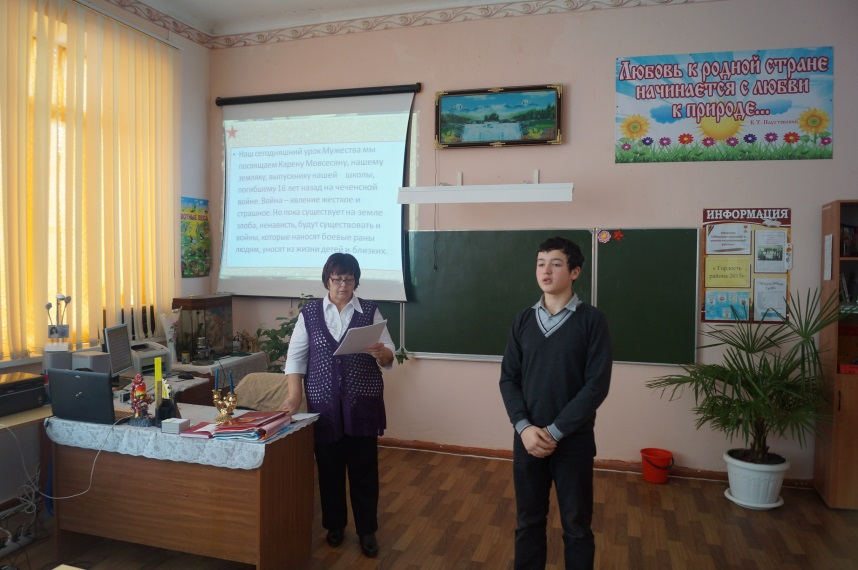 Наш сегодняшний урок Мужества мы
посвящаем Карену Мовсесяну, нашему
земляку, выпускнику нашей школы,
погибшему 16 лет назад на чеченской
войне. Война – явление жесткое и
страшное. Но пока существует на земле
злоба, ненависть, будут существовать и
войны, которые наносят боевые раны
людям, уносят из жизни детей и близких.
Любовь к родной стране
начинается с любви
к природе...
К.Г. Паустовский
ИНФОРМАЦИЯ